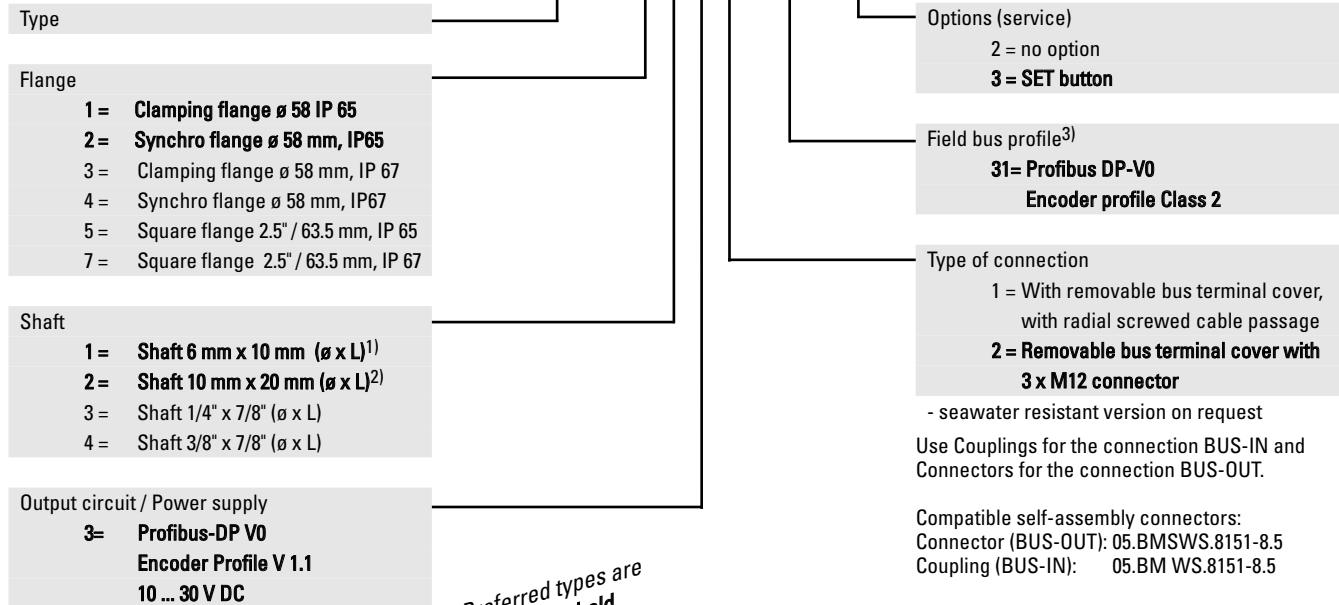 Type
Flange
1 = Clamping flange ø 58 IP 65
2 = Synchro flange ø 58 mm, IP65
3 = Clamping flange ø 58 mm, IP 67
4 = Synchro flange ø 58 mm, IP67
5 = Square flange 2.5" / 63.5 mm, IP 65
7 = Square flange 2.5" / 63.5 mm, IP 67
Shaft
1 = Shaft 6 mm x 10 mm (ø x L)1)
2 = Shaft 10 mm x 20 mm (ø x L)2)
3 = Shaft 1/4" x 7/8" (ø x L)
4 = Shaft 3/8" x 7/8" (ø x L)
Output circuit / Power supply
3= Profibus-DP V0
Encoder Profile V 1.1
10 ... 30 V DC
Preferred types are
Options (service)
2 = no option
3 = SET button
Field bus profile3)
31= Profibus DP-V0
Encoder profile Class 2
Type of connection
1 = With removable bus terminal cover,
with radial screwed cable passage
2 = Removable bus terminal cover with
3 x M12 connector
- seawater resistant version on request
Use Couplings for the connection BUS-IN and
Connectors for the connection BUS-OUT.
Compatible self-assembly connectors:
Connector (BUS-OUT): 05.BMSWS.8151-8.5
Coupling (BUS-IN): 05.BM WS.8151-8.5